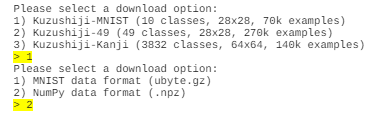 Please select a download option:
1) Kuzushiji-MNIST (10 classes, 28x28, 70k examples)
2) Kuzushiji-49 (49 classes, 28x28, 270k examples)
3) Kuzushiji-Kanji (3832 classes, 64x64, 140k examples)
> 1
Please select a download option:
1) MNIST data format (ubyte.gz)
2) NumPy data format (.npz)
> 2